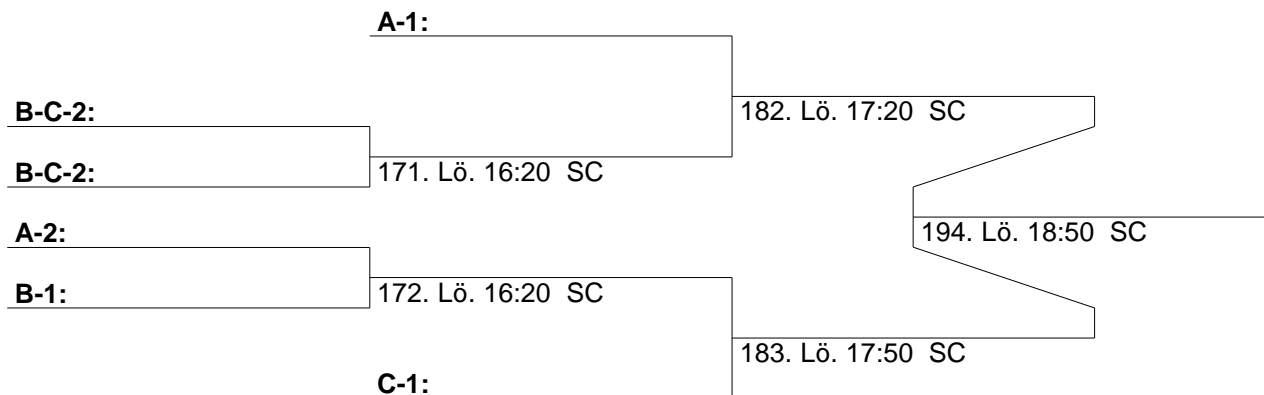 A-1:
B-C-2:
182. Lö. 17:20 SC
B-C-2:
171. Lö. 16:20 SC
A-2:
194. Lö. 18:50 SC
B-1:
172. Lö. 16:20 SC
183. Lö. 17:50 SC
C-1: